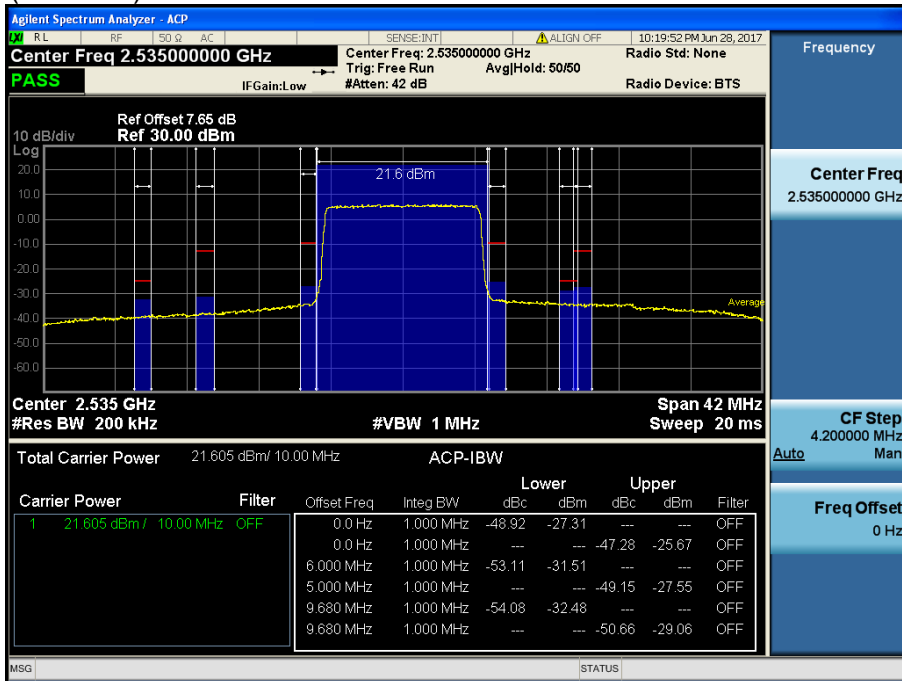 Agilent Spectrum Analyzer - ACP
LXI RL RF 50 Ω AC SENSE:INT ALIGN OFF 10:19:52 PM Jun 28, 2017
Center Freq 2.535000000 GHz
Center Freq: 2.535000000 GHz Radio Std: None
Trig: Free Run Avg|Hold: 50/50
PASS IFGain:Low #Atten: 42 dB Radio Device: BTS
Ref Offset 7.65 dB
10 dB/div Ref 30.00 dBm
Log
20.0
10.0
0.00
-10.0
-20.0
-30.0
-40.0
-50.0
-60.0
21.6 dBm
Average
Center 2.535 GHz Span 42 MHz
#Res BW 200 kHz #VBW 1 MHz Sweep 20 ms
Total Carrier Power 21.605 dBm/ 10.00 MHz ACP-IBW
Lower Upper
Carrier Power Filter Offset Freq Integ BW dBc dBm dBc dBm Filter
1 21.605 dBm / 10.00 MHz OFF 0.0 Hz 1.000 MHz -48.92 -27.31 --- --- OFF
0.0 Hz 1.000 MHz --- --- -47.28 -25.67 OFF
6.000 MHz 1.000 MHz -53.11 -31.51 --- --- OFF
5.000 MHz 1.000 MHz --- --- -49.15 -27.55 OFF
9.680 MHz 1.000 MHz -54.08 -32.48 --- --- OFF
9.680 MHz 1.000 MHz --- --- -50.66 -29.06 OFF
MSG STATUS
Frequency
Center Freq
2.535000000 GHz
CF Step
4.200000 MHz
Auto Man
Freq Offset
0 Hz